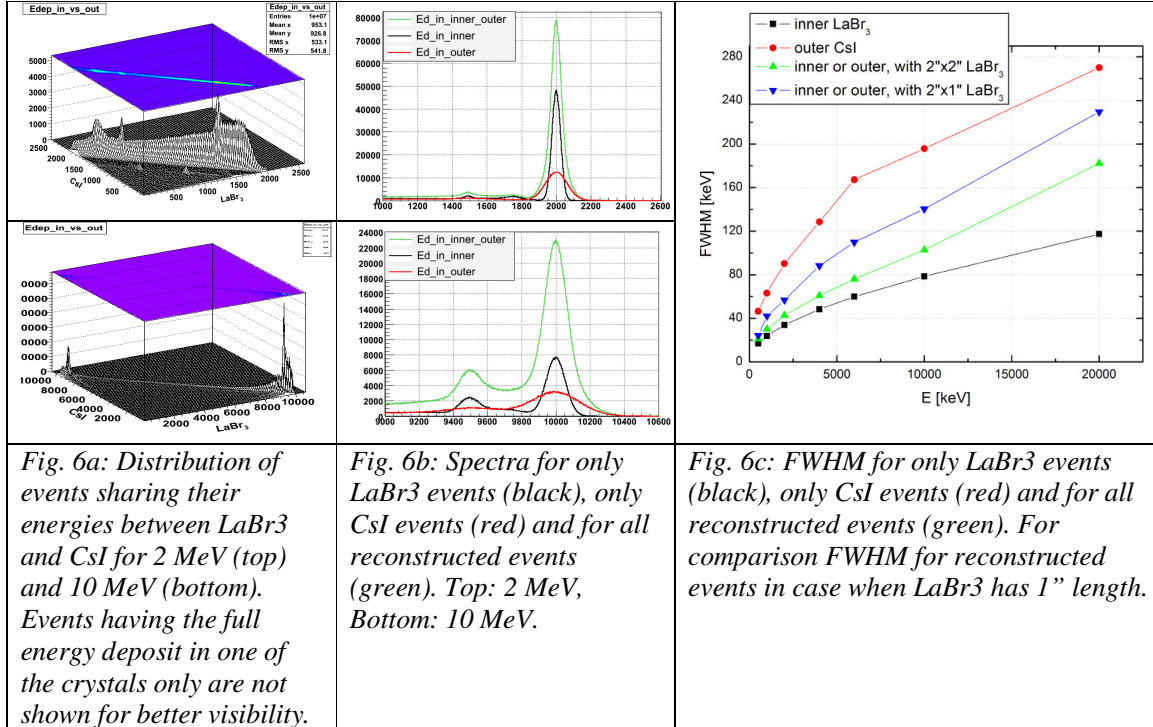 Edep_in_vs_out
Edep_in_vs_out
Entries 1e+07
Mean x 953.1
Mean y 926.8
RMS x 533.1
RMS y 541.8
5000
4000
3000
2000
1000
0
2500
2000
1500
1000
500
CsI
500
1000
1500
2000
2500
LaBr3
Ed_in_inner_outer
Ed_in_inner
Ed_in_outer
80000
70000
60000
50000
40000
30000
20000
10000
0
1000 1200 1400 1600 1800 2000 2200 2400 2600
inner LaBr3
outer CsI
inner or outer, with 2"x2" LaBr3
inner or outer, with 2"x1" LaBr3
280
240
200
160
120
80
40
0
FWHM [keV]
0 5000 10000 15000 20000
E [keV]
Edep_in_vs_out
Edep_in_vs_out
0000
0000
0000
0000
0000
0
10000
8000
6000
4000
2000
CsI
2000
4000
6000
8000
10000
LaBr3
Ed_in_inner_outer
Ed_in_inner
Ed_in_outer
24000
22000
20000
18000
16000
14000
12000
10000
8000
6000
4000
2000
0
9000 9200 9400 9600 9800 10000 10200 10400 10600
Fig. 6a: Distribution of
events sharing their
energies between LaBr3
and CsI for 2 MeV (top)
and 10 MeV (bottom).
Events having the full
energy deposit in one of
the crystals only are not
shown for better visibility.
Fig. 6b: Spectra for only
LaBr3 events (black), only
CsI events (red) and for all
reconstructed events
(green). Top: 2 MeV,
Bottom: 10 MeV.
Fig. 6c: FWHM for only LaBr3 events
(black), only CsI events (red) and for all
reconstructed events (green). For
comparison FWHM for reconstructed
events in case when LaBr3 has 1” length.